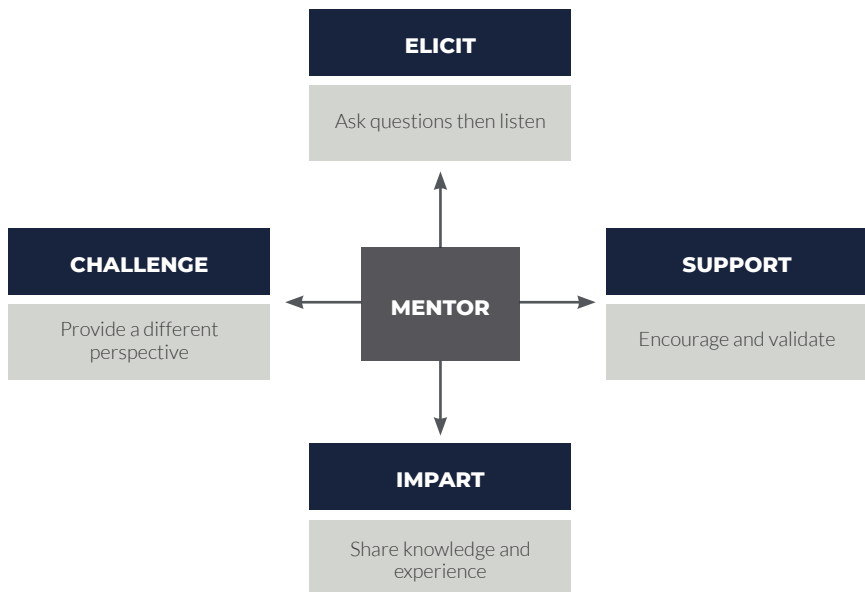 ELICIT
Ask questions then listen
CHALLENGE
Provide a different
perspective
MENTOR
SUPPORT
Encourage and validate
IMPART
Share knowledge and
experience